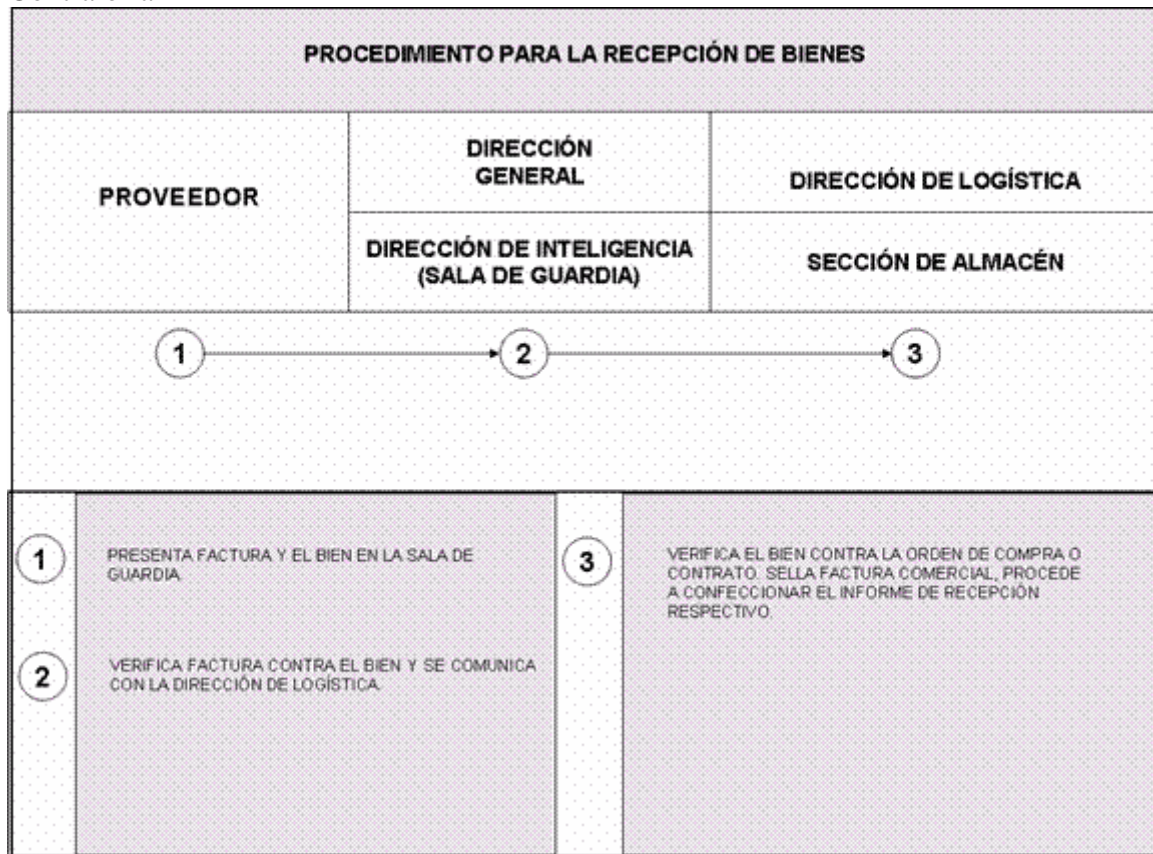 PROCEDIMIENTO PARA LA RECEPCIÓN DE BIENES
PROVEEDOR
DIRECCIÓN
GENERAL
DIRECCIÓN DE INTELIGENCIA
(SALA DE GUARDIA)
DIRECCIÓN DE LOGÍSTICA
SECCIÓN DE ALMACÉN
1
2
3
1
PRESENTA FACTURA Y EL BIEN EN LA SALA DE
GUARDIA.
2
VERIFICA FACTURA CONTRA EL BIEN Y SE COMUNICA
CON LA DIRECCIÓN DE LOGÍSTICA.
3
VERIFICA EL BIEN CONTRA LA ORDEN DE COMPRA O
CONTRATO. SELLA FACTURA COMERCIAL, PROCEDE
A CONFECCIONAR EL INFORME DE RECEPCIÓN
RESPECTIVO.